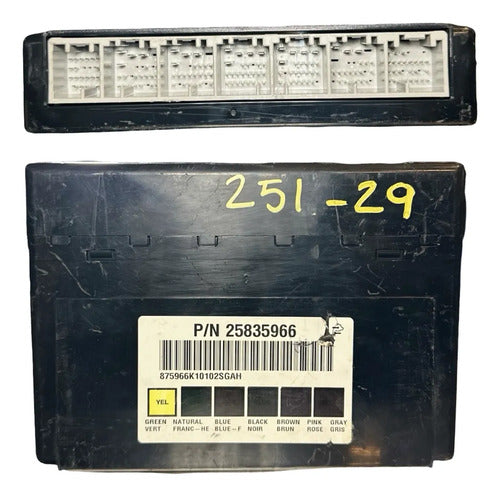 251-29
P/N 25835966
875966K10102SGAH
YEL
GREEN NATURAL BLUE BLACK BROWN PINK GRAY
VERT FRANC--HE BLUE--F NOIR BRUN ROSE GRIS